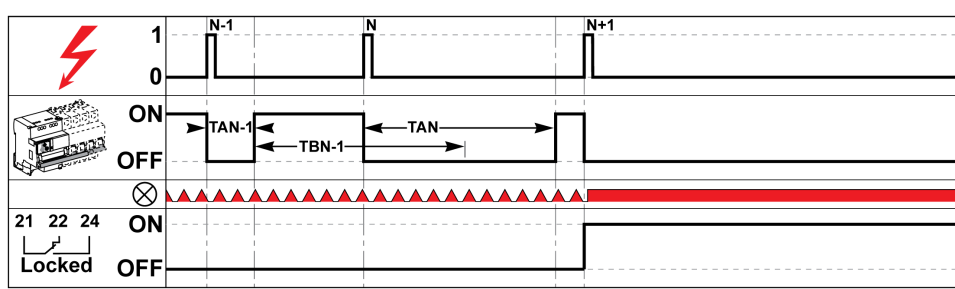 N-1 N N+1
1
0
ON
TAN-1 TAN
TBN-1
OFF
21 22 24 ON
Locked OFF